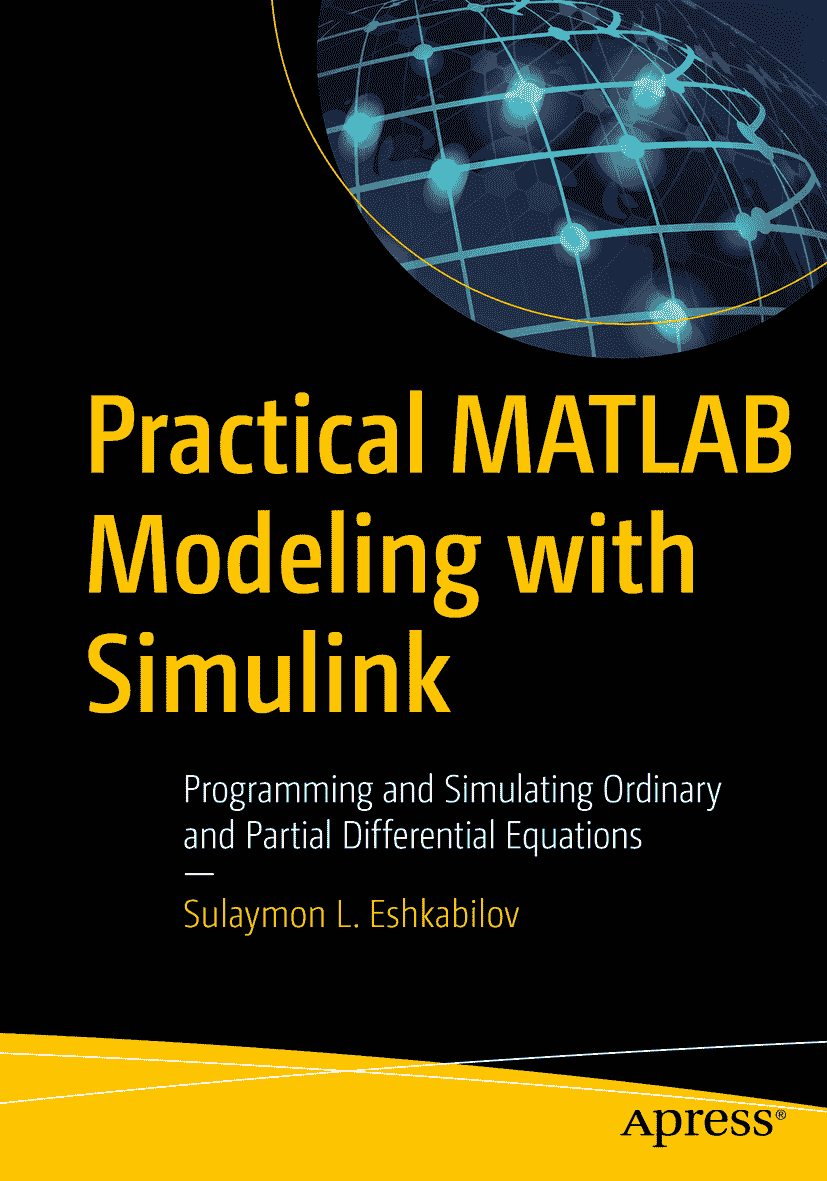 Practical MATLAB
Modeling with
Simulink
Programming and Simulating Ordinary
and Partial Differential Equations
—
Sulaymon L. Eshkabilov
Apress®